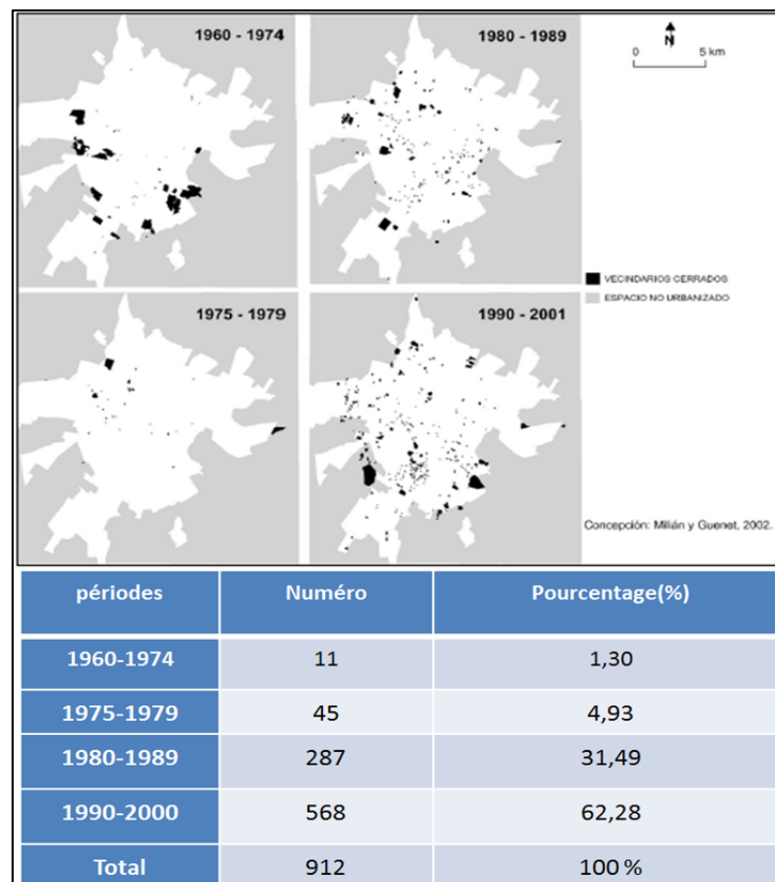 1960 - 1974
1980 - 1989
N
0 5 km
VECINDARIOS CERRADOS
ESPACIO NO URBANIZADO
1975 - 1979
1990 - 2001
Concepción: Milián y Guenet, 2002.
périodes Numéro Pourcentage(%)
1960-1974 11 1,30
1975-1979 45 4,93
1980-1989 287 31,49
1990-2000 568 62,28
Total 912 100 %